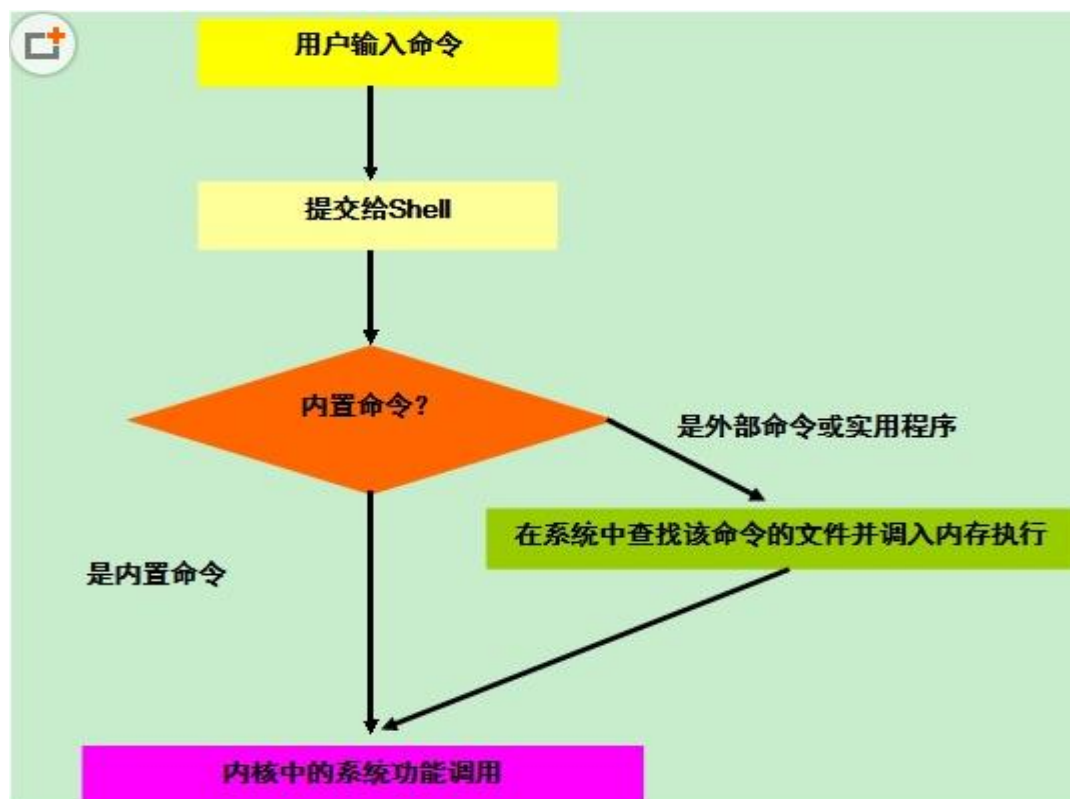 用户输入命令
提交给Shell
内置命令?
是外部命令或实用程序
在系统中查找该命令的文件并调入内存执行
是内置命令
内核中的系统功能调用